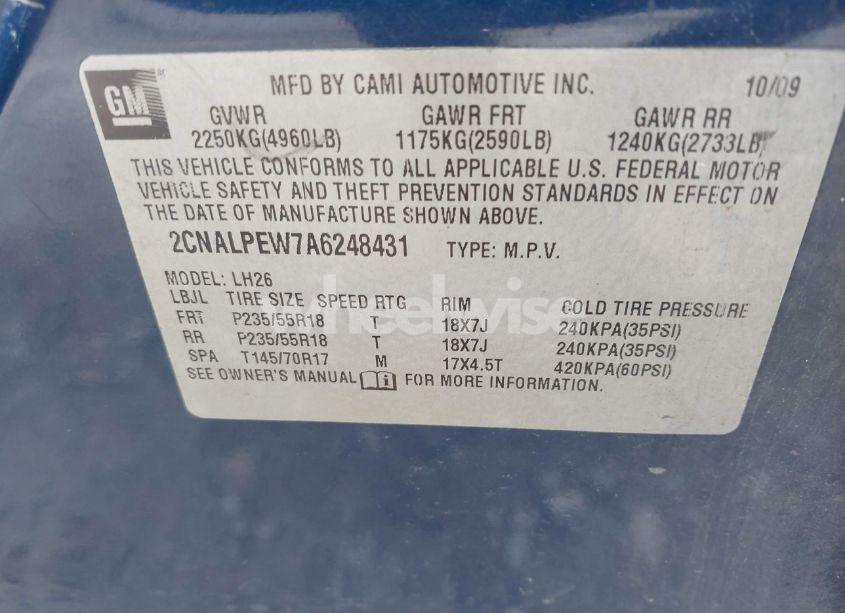 GM ®
MFD BY CAMI AUTOMOTIVE INC. 10/09
GVWR GAWR FRT GAWR RR
2250KG(4960LB) 1175KG(2590LB) 1240KG(2733LB)
THIS VEHICLE CONFORMS TO ALL APPLICABLE U.S. FEDERAL MOTOR
VEHICLE SAFETY AND THEFT PREVENTION STANDARDS IN EFFECT ON
THE DATE OF MANUFACTURE SHOWN ABOVE.
2CNALPEW7A6248431 TYPE: M.P.V.
MODEL: LH26
LBJL TIRE SIZE SPEED RTG RIM COLD TIRE PRESSURE
FRT P235/55R18 T 18X7J 240KPA(35PSI)
RR P235/55R18 T 18X7J 240KPA(35PSI)
SPA T145/70R17 M 17X4.5T 420KPA(60PSI)
SEE OWNER'S MANUAL i FOR MORE INFORMATION.